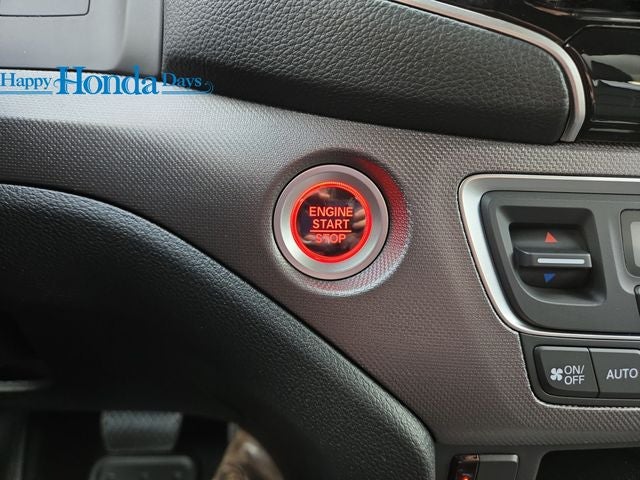 Happy Honda Days
ENGINE
START
STOP
ON/
OFF
AUTO